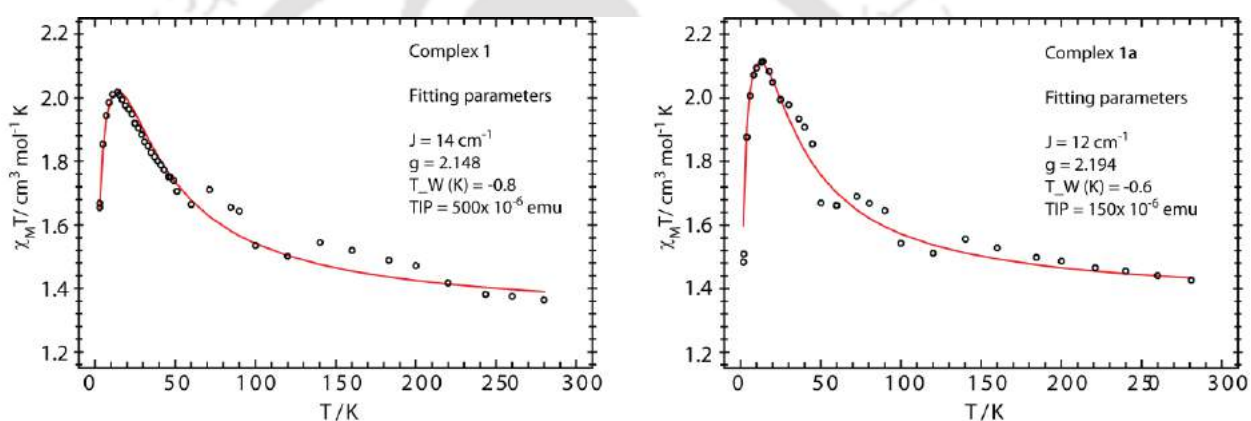 2.2
2.0
1.8
1.6
1.4
1.2
χ_MT/ cm³ mol⁻¹ K
0 50 100 150 200 250 300
T/K
Complex 1
Fitting parameters
J = 14 cm⁻¹
g = 2.148
T_W (K) = -0.8
TIP = 500x 10⁻⁶ emu
2.2
2.0
1.8
1.6
1.4
1.2
χ_MT/ cm³ mol⁻¹ K
0 50 100 150 200 250 300
T/K
Complex 1a
Fitting parameters
J = 12 cm⁻¹
g = 2.194
T_W (K) = -0.6
TIP = 150x 10⁻⁶ emu